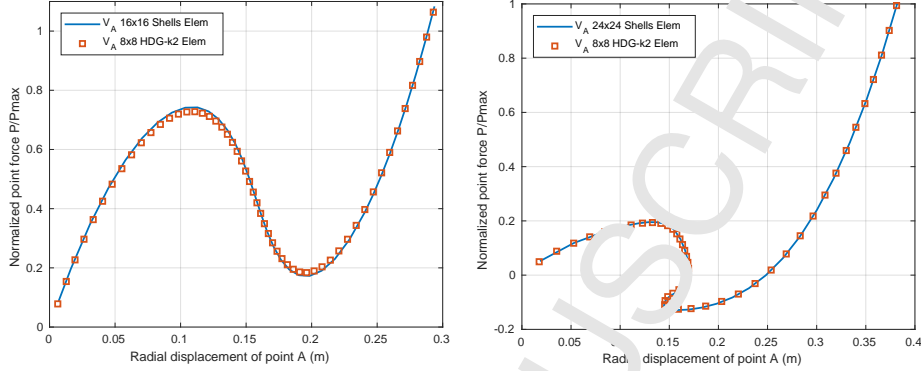 V_A 16x16 Shells Elem
V_A 8x8 HDG-k2 Elem
Normalized point force P/Pmax
1
0.8
0.6
0.4
0.2
0
0 0.05 0.1 0.15 0.2 0.25 0.3
Radial displacement of point A (m)
V_A 24x24 Shells Elem
V_A 8x8 HDG-k2 Elem
Normalized point force P/Pmax
1
0.8
0.6
0.4
0.2
0
-0.2
0 0.05 0.1 0.15 0.2 0.25 0.3 0.35 0.4
Radial displacement of point A (m)